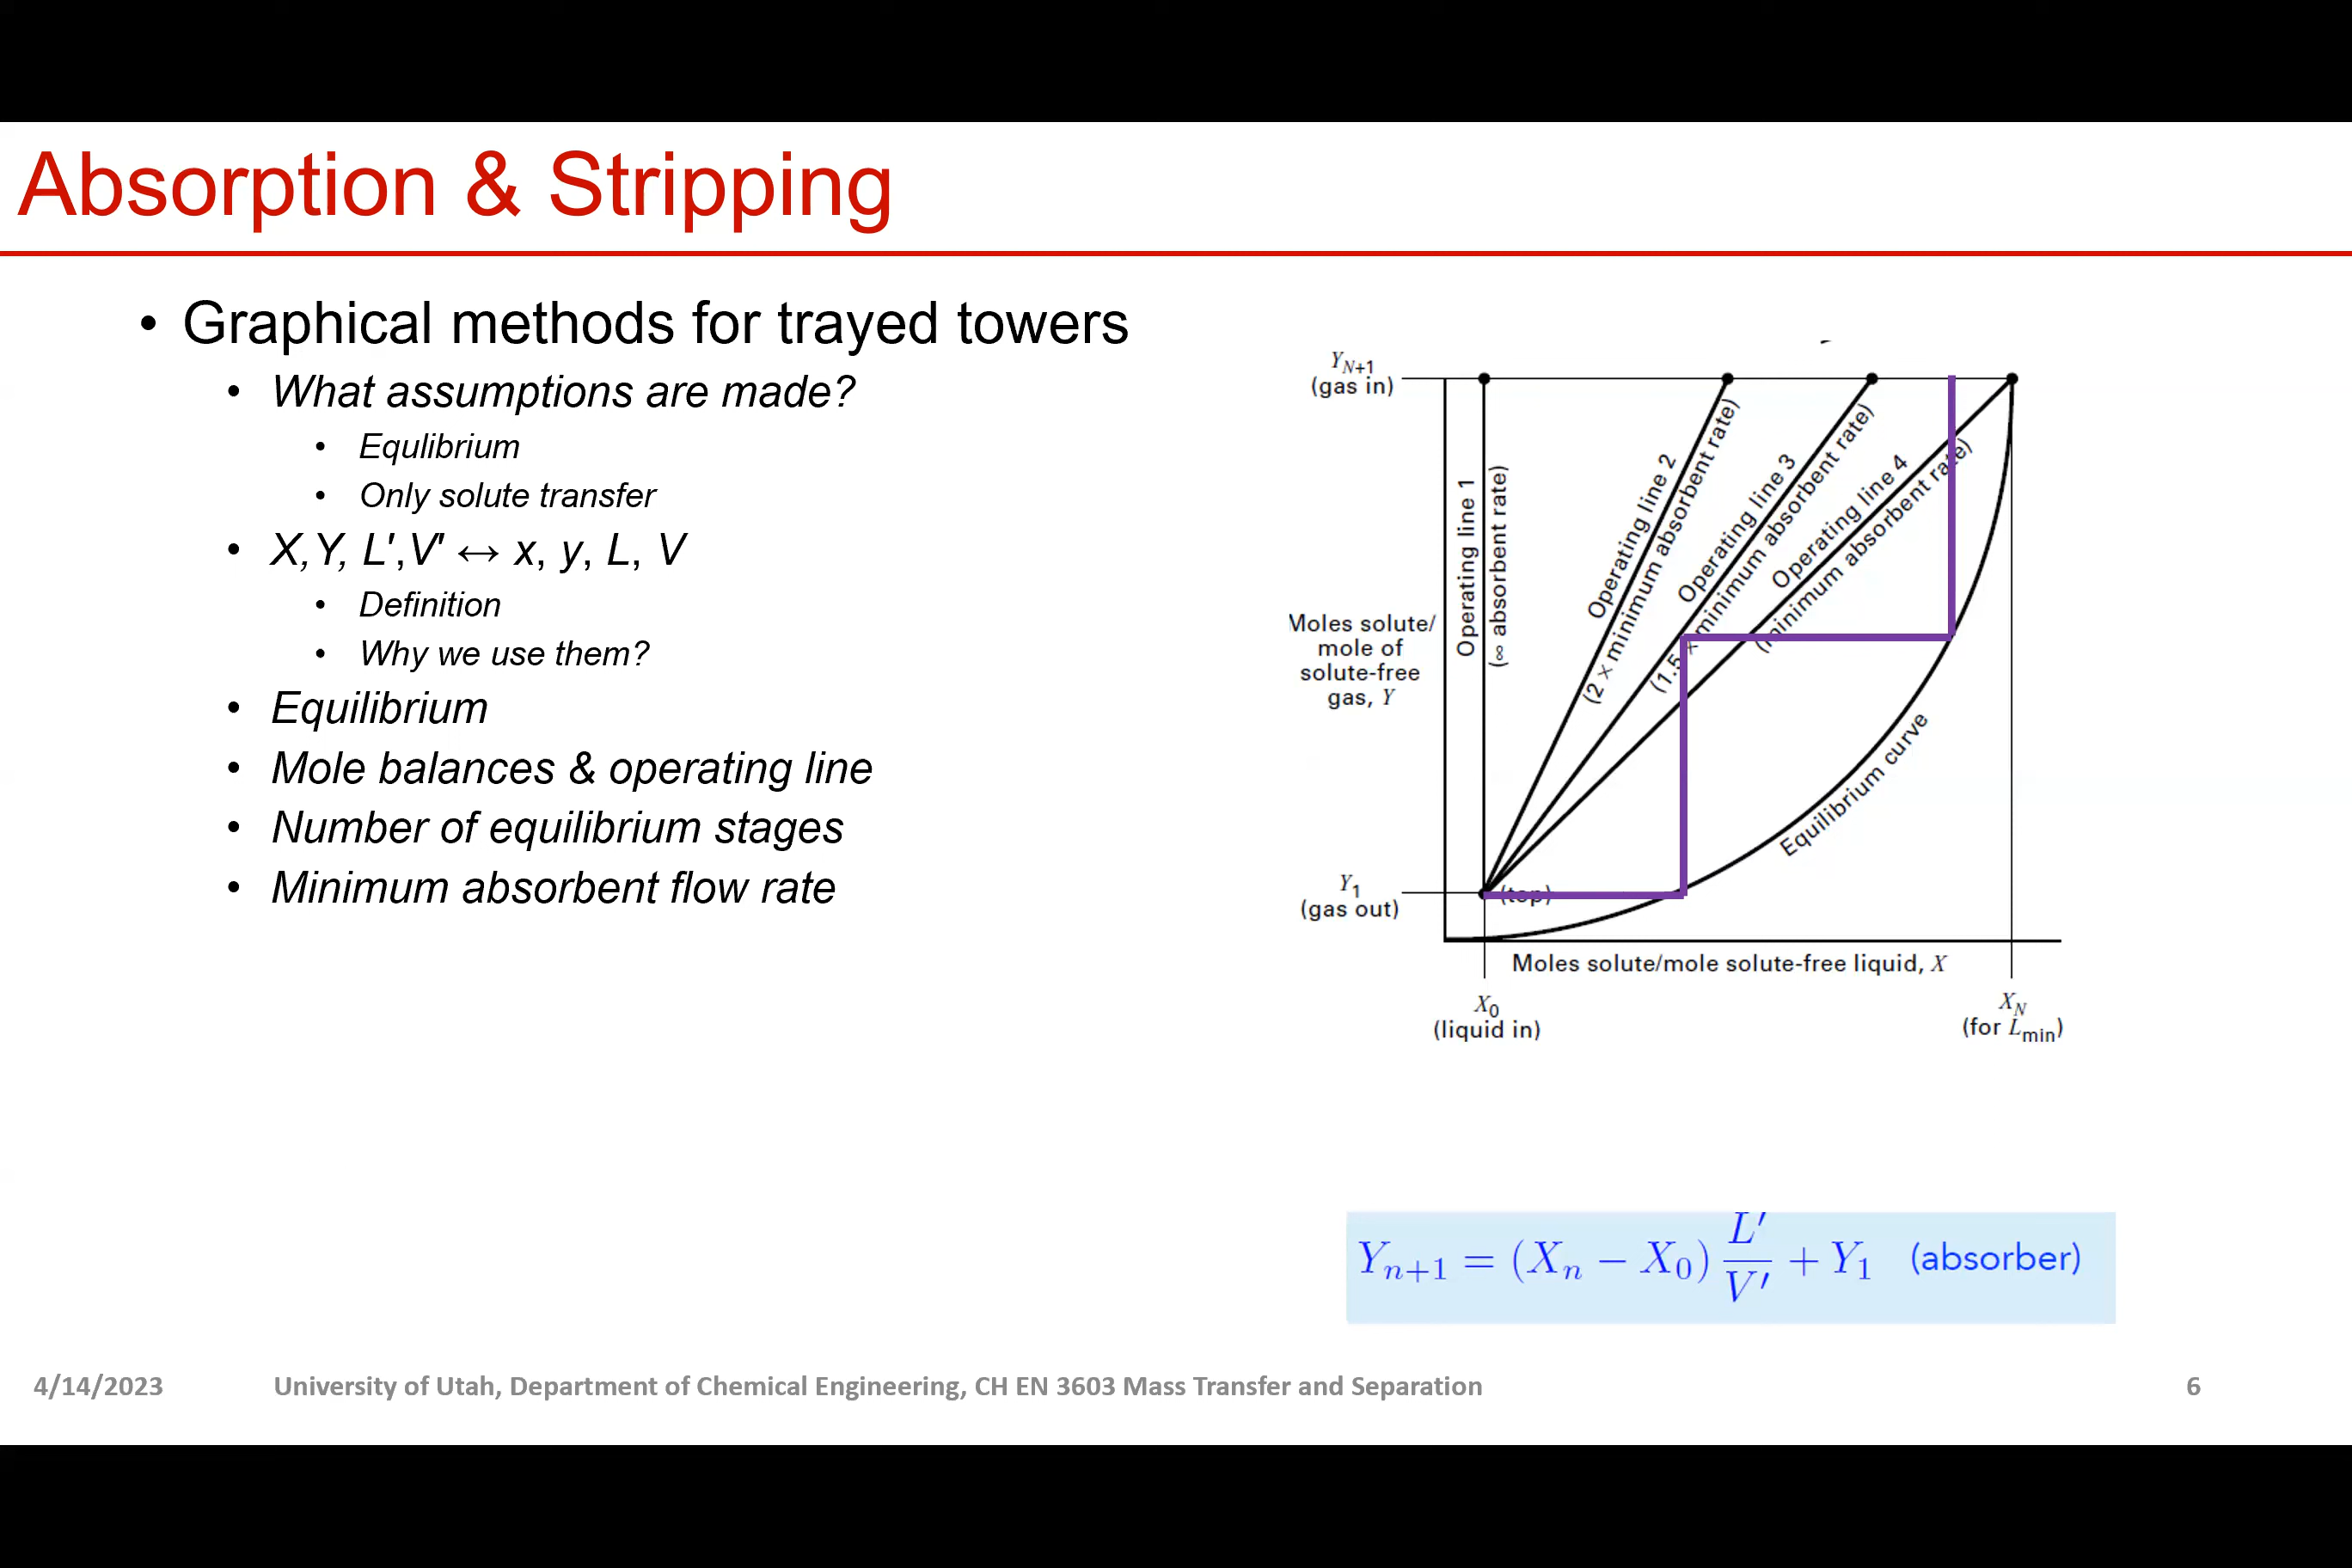 Absorption & Stripping
• Graphical methods for trayed towers
• What assumptions are made?
• Equlibrium
• Only solute transfer
• X,Y, L',V' ↔ x, y, L, V
• Definition
• Why we use them?
• Equilibrium
• Mole balances & operating line
• Number of equilibrium stages
• Minimum absorbent flow rate
Y_{N+1}
(gas in)
Moles solute/
mole of
solute-free
gas, Y
Y_1
(gas out)
Operating line 1
(∞ absorbent rate)
Operating line 2
(2 × minimum absorbent rate)
Operating line 3
(1.5 × minimum absorbent rate)
Operating line 4
(minimum absorbent rate)
Equilibrium curve
(top)
Moles solute/mole solute-free liquid, X
X_0
(liquid in)
X_N
(for L_{min})
Y_{n+1} = (X_n − X_0) L'/V' + Y_1 (absorber)
4/14/2023 University of Utah, Department of Chemical Engineering, CH EN 3603 Mass Transfer and Separation 6